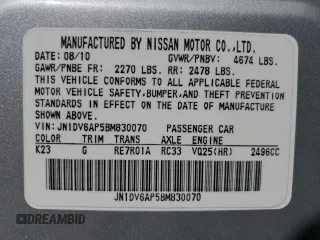 MANUFACTURED BY NISSAN MOTOR CO.,LTD.
DATE: 08/10 GVWR/PNBV: 4674 LBS.
GAWR/PNBE FR: 2270 LBS. RR: 2478 LBS.
THIS VEHICLE CONFORMS TO ALL APPLICABLE FEDERAL
MOTOR VEHICLE SAFETY,BUMPER,AND THEFT PREVENTION
STANDARDS IN EFFECT ON THE DATE OF MANUFACTURE
SHOWN ABOVE.
VIN: JN1DV6AP5BM830070 PASSENGER CAR
COLOR TRIM TRANS AXLE ENGINE
K23 G RE7R01A RC33 VQ25(HR) 2496CC
JN1DV6AP5BM830070
DREAMBID